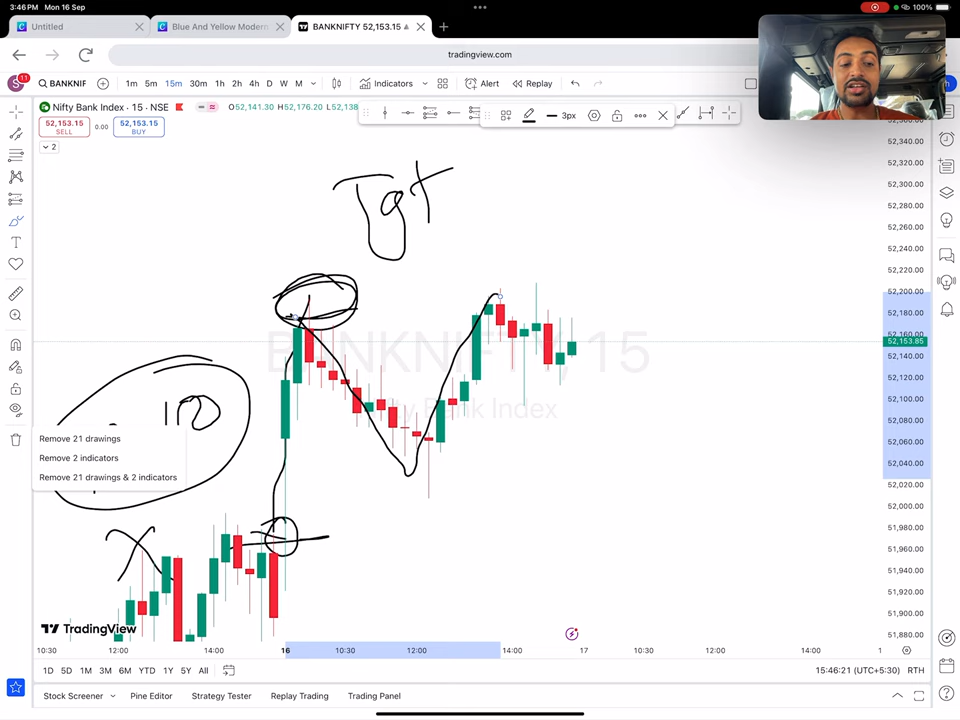 3:46 PM Mon 16 Sep
100%
Untitled
Blue And Yellow Modern
BANKNIFTY 52,153.15
tradingview.com
11
BANKNIF
1m 5m 15m 30m 1h 2h 4h D W M
Indicators
Alert
Replay
Nifty Bank Index · 15 · NSE
O52,141.30 H52,176.20 L52,138
3px
52,153.15
SELL
0.00
52,153.15
BUY
2
Tgt
BANKNIFTY, 15
Nifty Bank Index
Remove 21 drawings
Remove 2 indicators
Remove 21 drawings & 2 indicators
52,340.00
52,320.00
52,300.00
52,280.00
52,260.00
52,240.00
52,220.00
52,200.00
52,180.00
52,160.00
52,153.85
52,140.00
52,120.00
52,100.00
52,080.00
52,060.00
52,040.00
52,020.00
52,000.00
51,980.00
51,960.00
51,940.00
51,920.00
51,900.00
51,880.00
TradingView
10:30 12:00 14:00 16 10:30 12:00 14:00 17 10:30 12:00 14:00 1
1D 5D 1M 3M 6M YTD 1Y 5Y All
15:46:21 (UTC+5:30) RTH
Stock Screener
Pine Editor
Strategy Tester
Replay Trading
Trading Panel